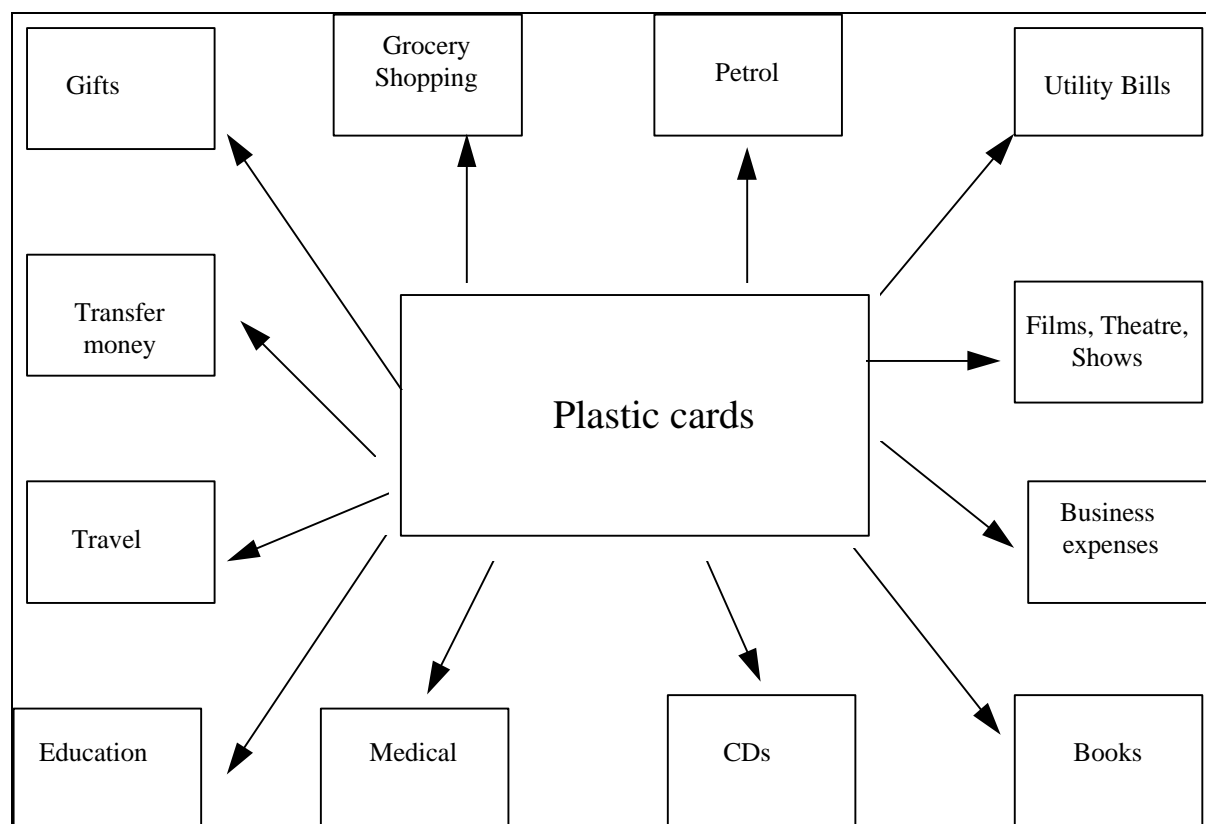 Gifts
Grocery
Shopping
Petrol
Utility Bills
Transfer
money
Films, Theatre,
Shows
Plastic cards
Travel
Business
expenses
Education
Medical
CDs
Books